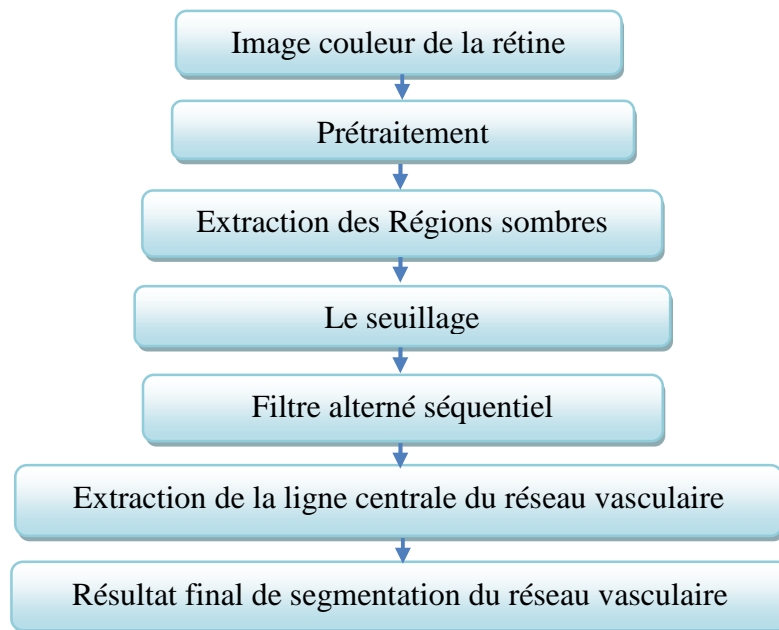 Image couleur de la rétine
Prétraitement
Extraction des Régions sombres
Le seuillage
Filtre alterné séquentiel
Extraction de la ligne centrale du réseau vasculaire
Résultat final de segmentation du réseau vasculaire